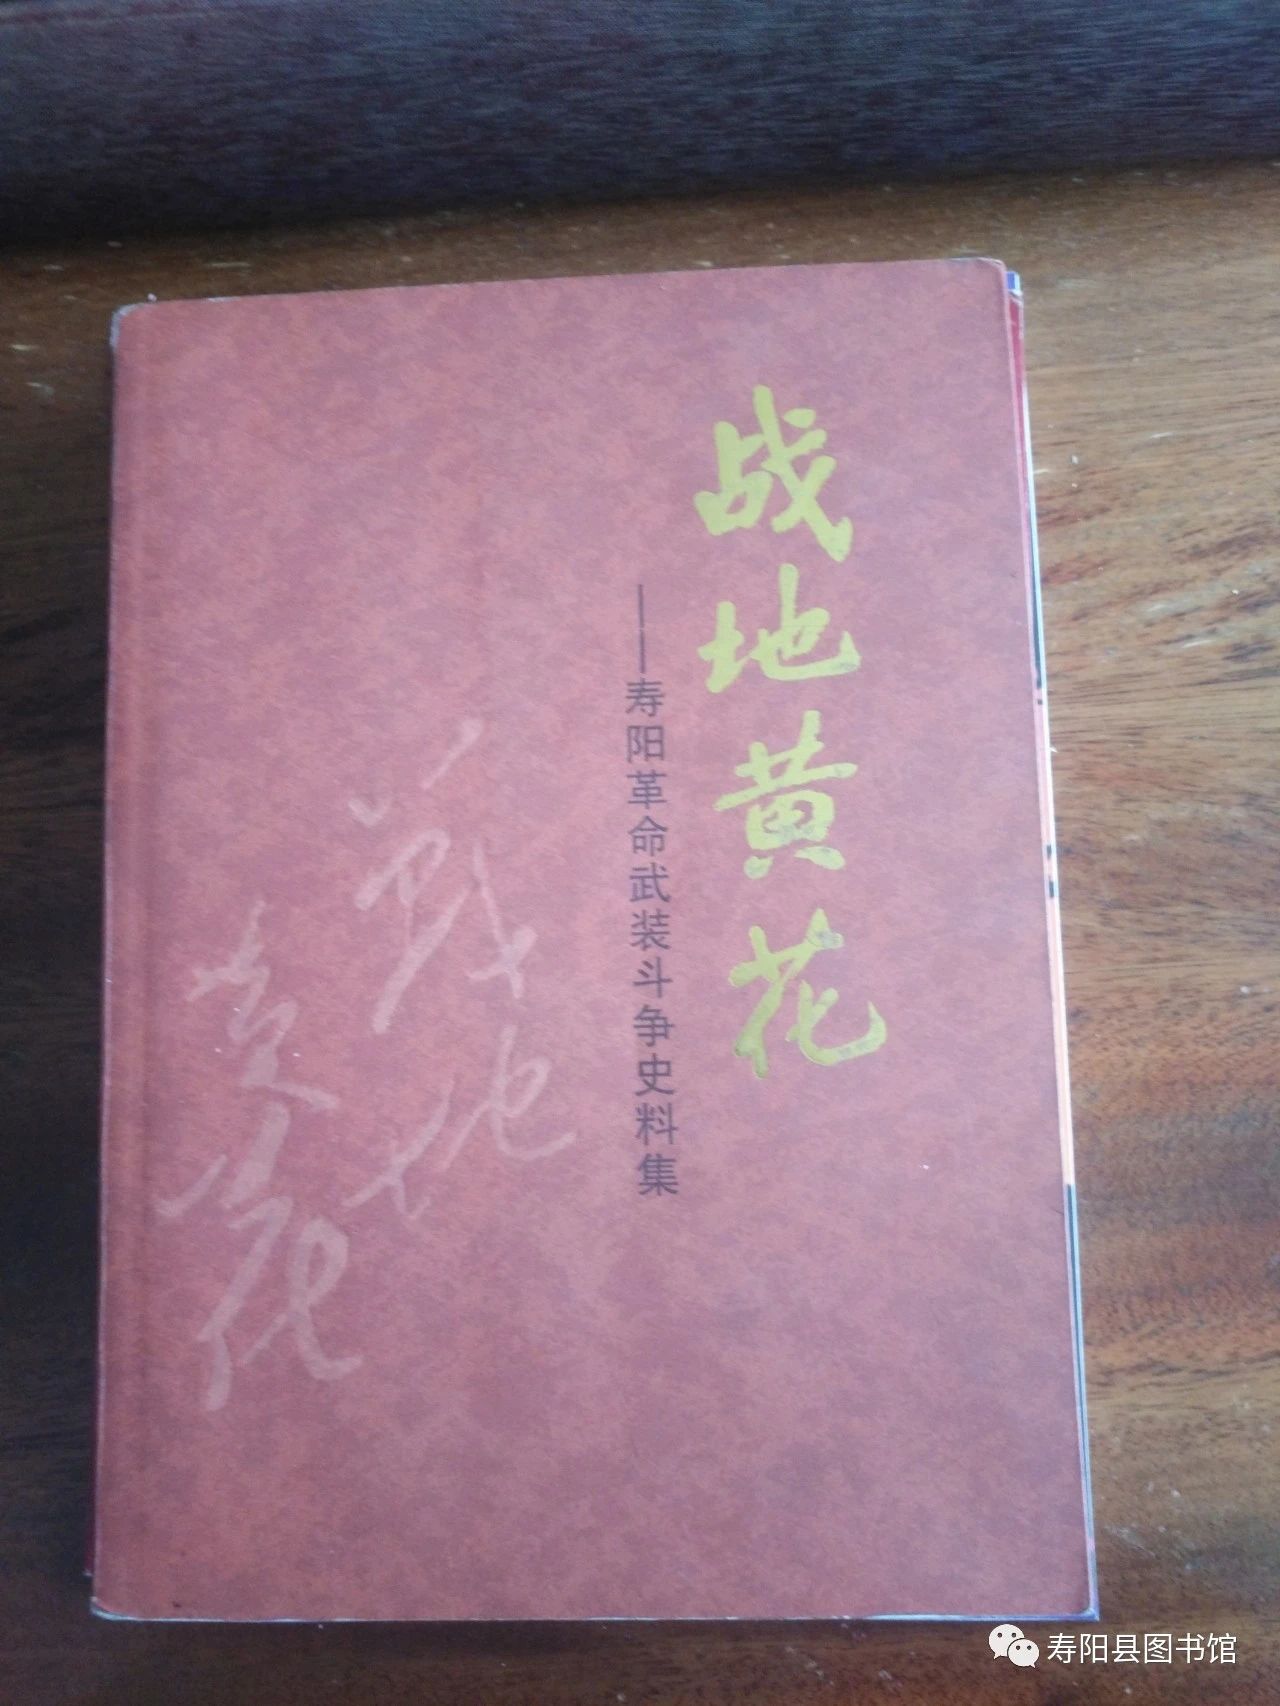 战地黄花
——寿阳革命武装斗争史料集
戰地
黄花
寿阳县图书馆